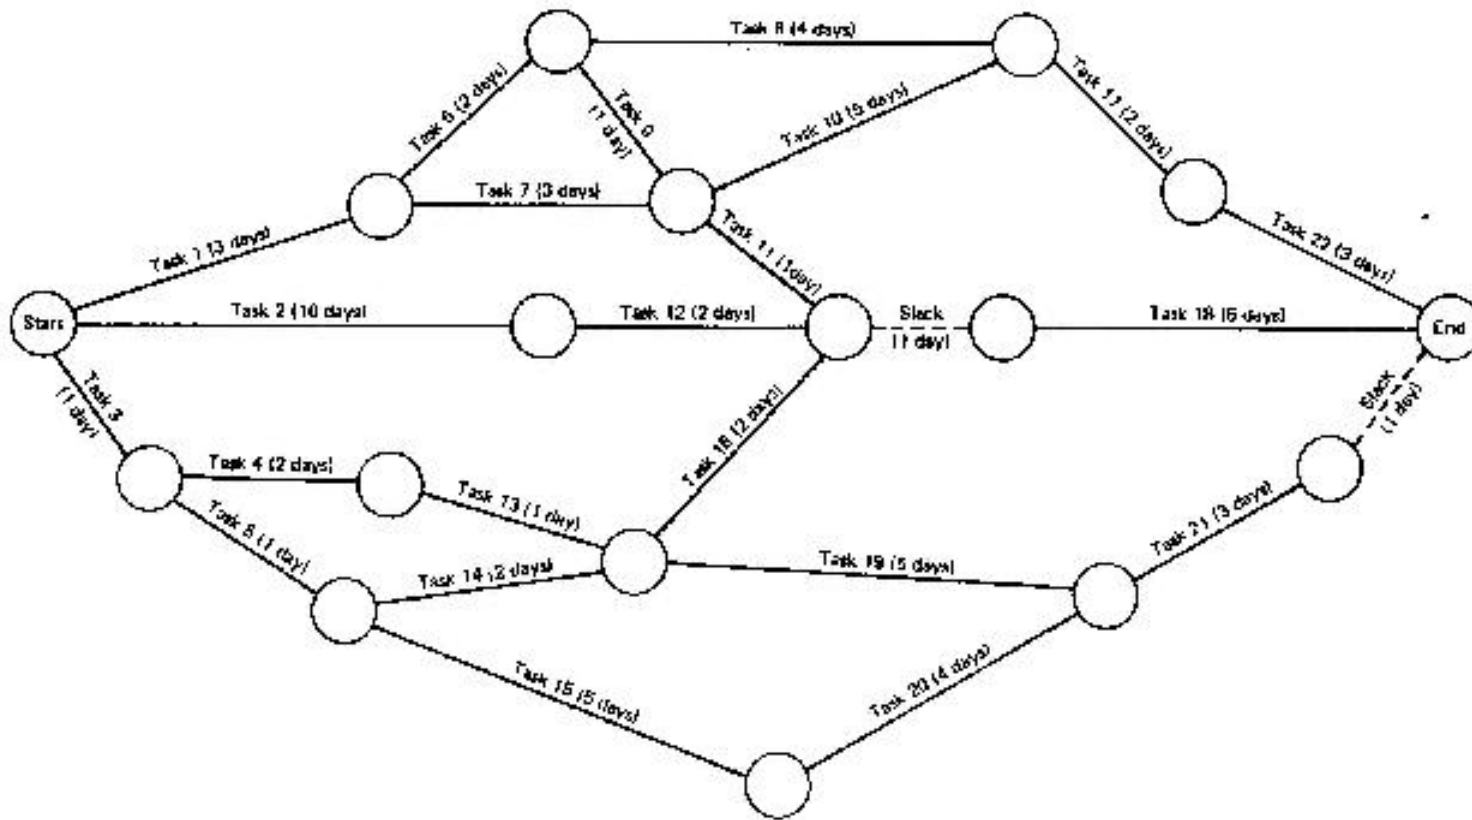 Task 8 (4 days)
Task 6 (2 days)
Task 9
(1 day)
Task 10 (5 days)
Task 17 (2 days)
Task 7 (3 days)
Task 1 (3 days)
Task 11 (1 day)
Task 22 (3 days)
Start
Task 2 (10 days)
Task 12 (2 days)
Slack
(1 day)
Task 18 (6 days)
End
Task 3
(1 day)
Slack
(1 day)
Task 16 (2 days)
Task 4 (2 days)
Task 13 (1 day)
Task 5 (1 day)
Task 14 (2 days)
Task 19 (5 days)
Task 21 (3 days)
Task 15 (5 days)
Task 20 (4 days)